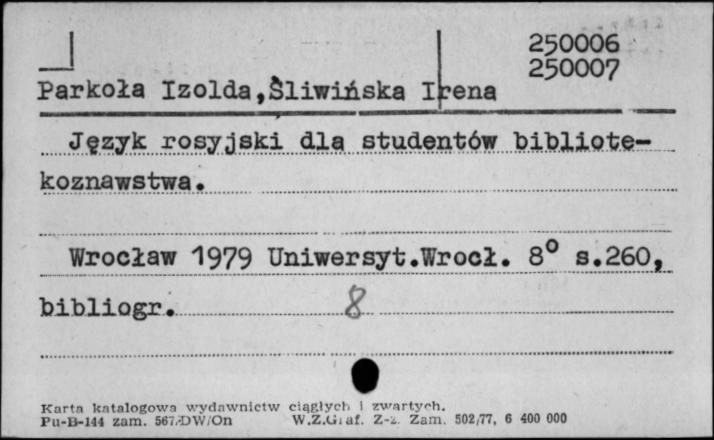 250006
250007
Parkoła Izolda,Śliwińska Irena
Język rosyjski dla studentów bibliote-
koznawstwa.
Wrocław 1979 Uniwersyt.Wrocł. 8° s.260,
bibliogr.
8
Karta katalogowa wydawnictw ciągłych i zwartych.
Pu-B-144 zam. 567/DW/On W.Z.Graf. Z-z. Zam. 502/77, 6 400 000